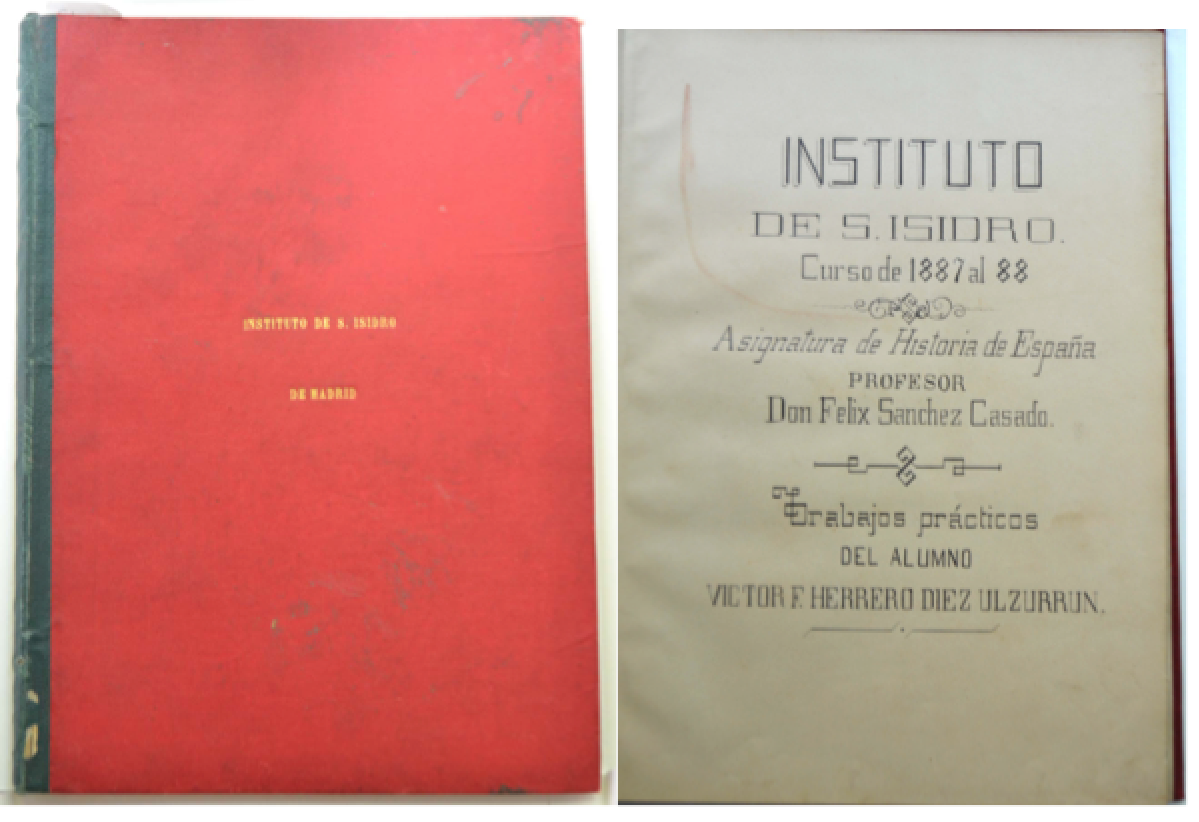 INSTITUTO DE S. ISIDRO
DE MADRID
INSTITUTO
DE S. ISIDRO.
Curso de 1887 al 88
Asignatura de Historia de España
PROFESOR
Don Felix Sanchez Casado.
Trabajos prácticos
DEL ALUMNO
VICTOR F. HERRERO DIEZ ULZURRUN.